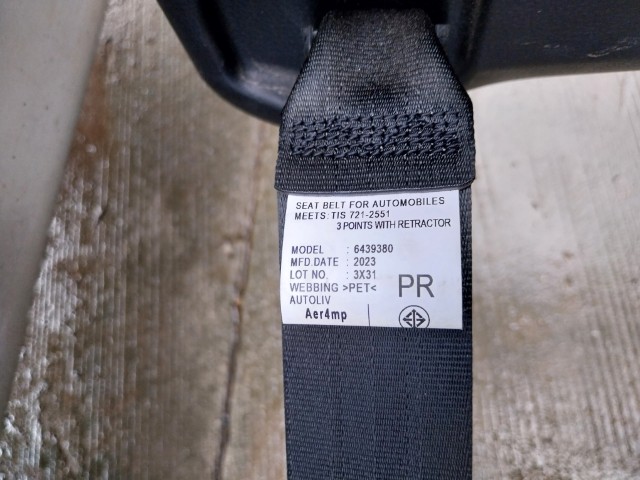 SEAT BELT FOR AUTOMOBILES
MEETS: TIS 721-2551
3 POINTS WITH RETRACTOR
MODEL : 6439380
MFD.DATE : 2023
LOT NO. : 3X31
WEBBING >PET< PR
AUTOLIV
Aer4mp